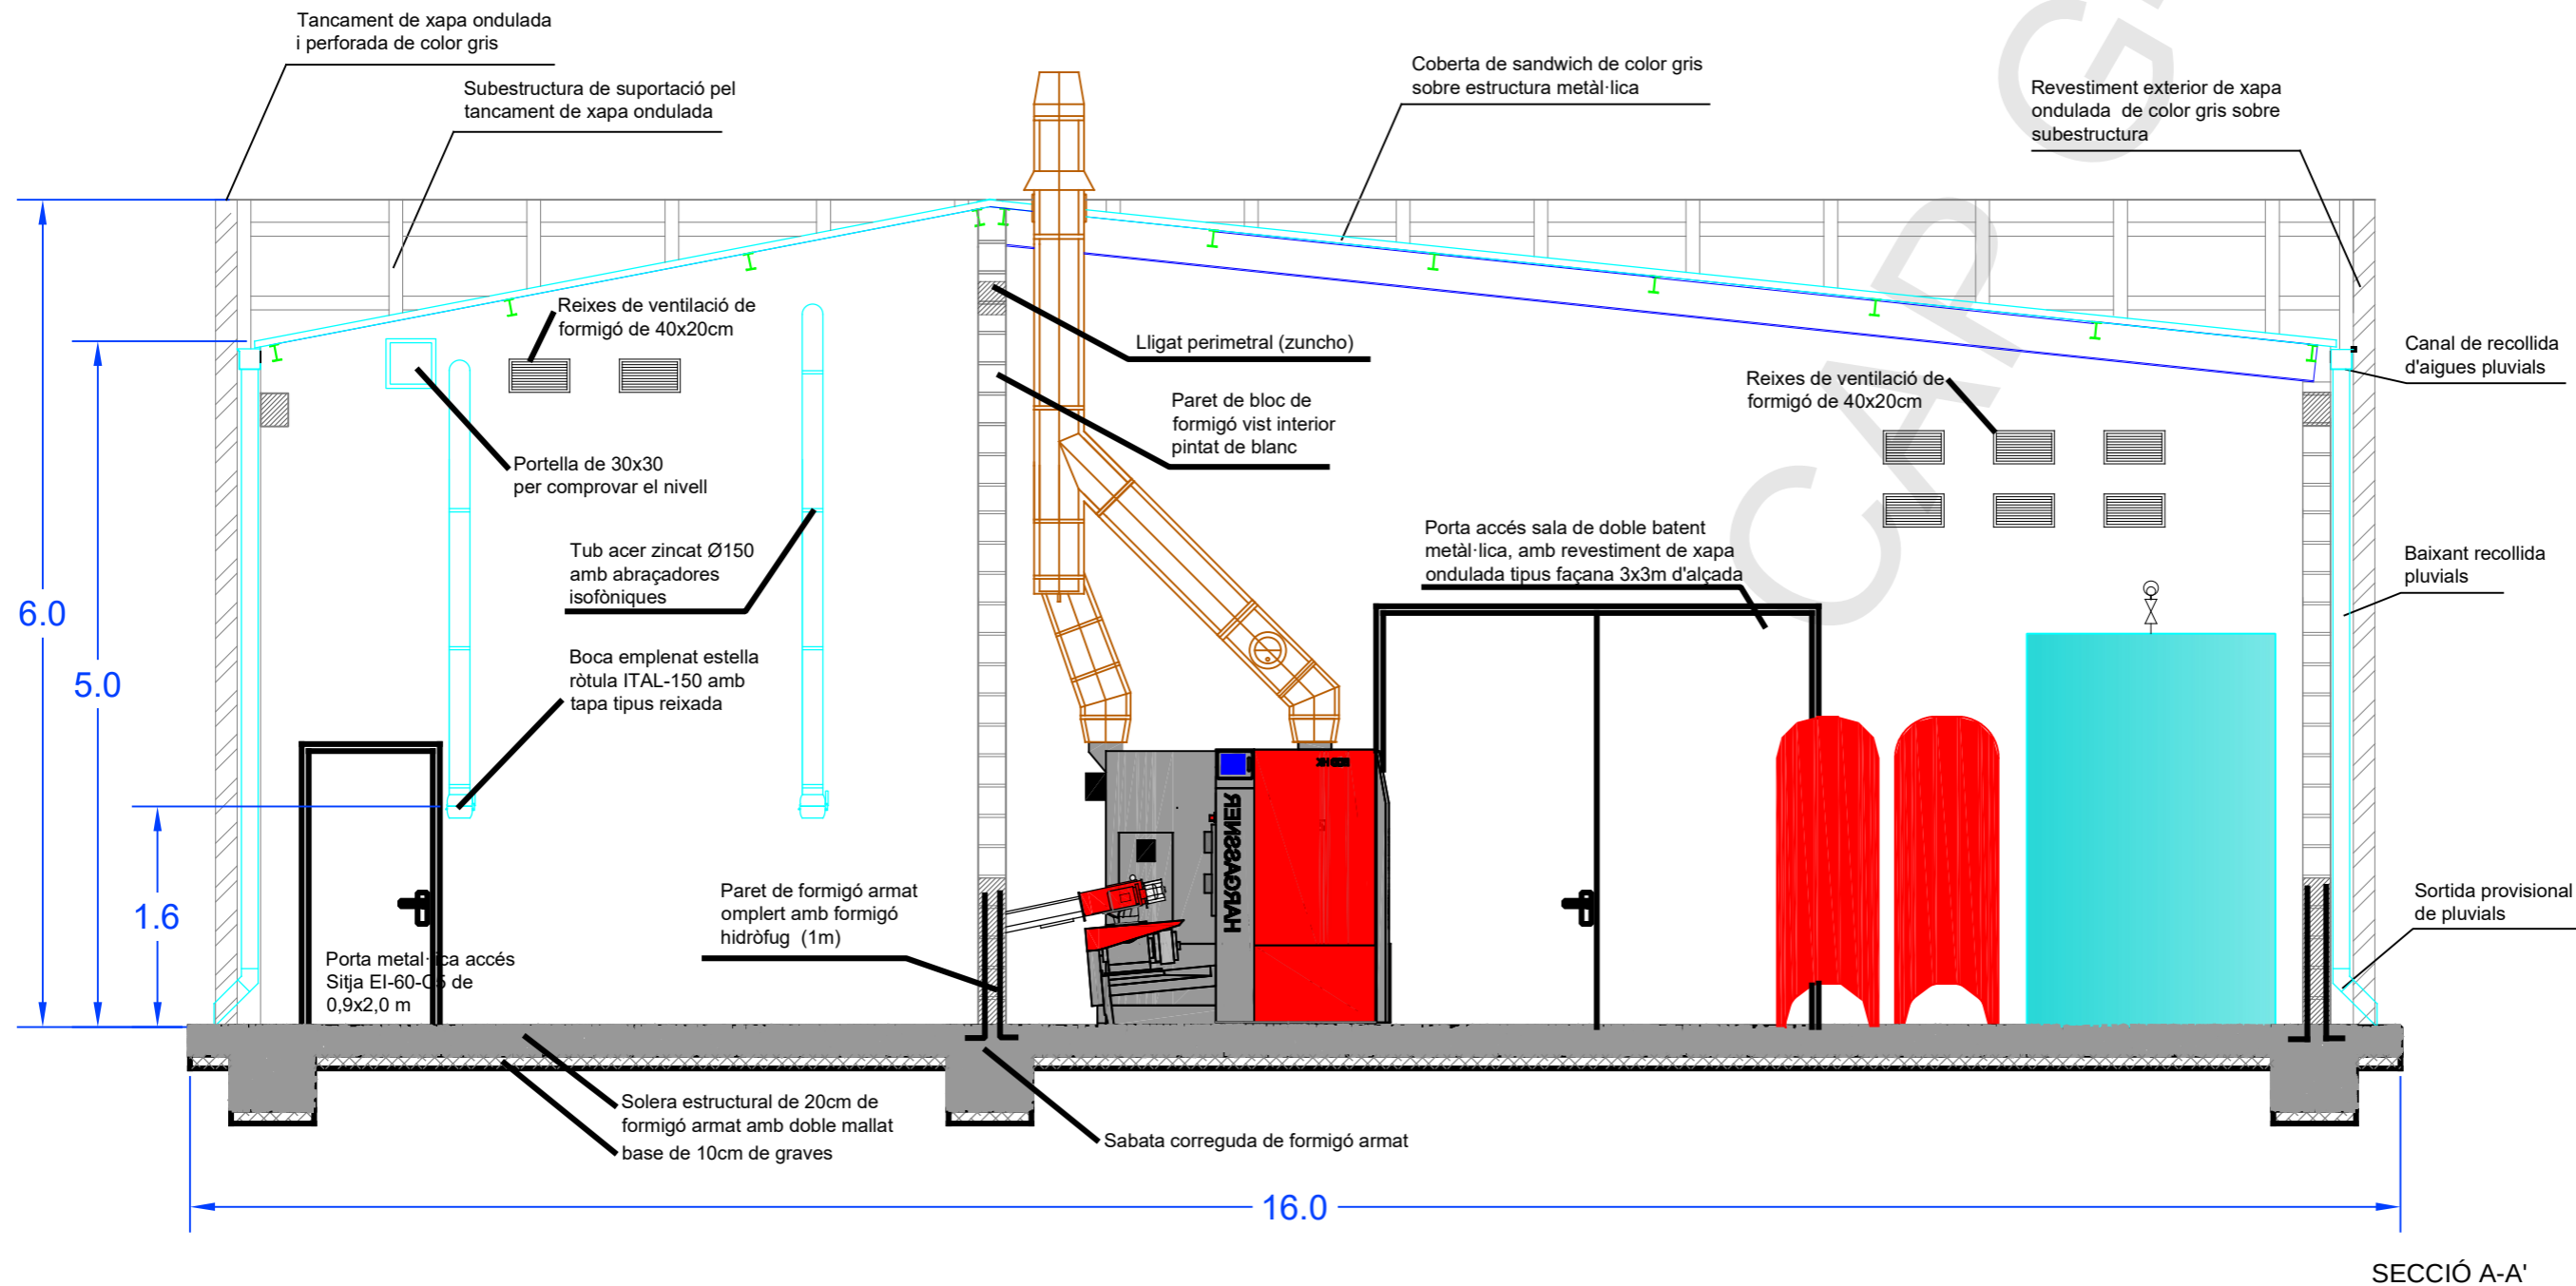 Tancament de xapa ondulada
i perforada de color gris
Subestructura de suportació pel
tancament de xapa ondulada
Coberta de sandwich de color gris
sobre estructura metàl·lica
Revestiment exterior de xapa
ondulada de color gris sobre
subestructura
Reixes de ventilació de
formigó de 40x20cm
Lligat perimetral (zuncho)
Canal de recollida
d'aigues pluvials
Reixes de ventilació de
formigó de 40x20cm
Paret de bloc de
formigó vist interior
pintat de blanc
Portella de 30x30
per comprovar el nivell
Porta accés sala de doble batent
metàl·lica, amb revestiment de xapa
ondulada tipus façana 3x3m d'alçada
Tub acer zincat Ø150
amb abraçadores
isofòniques
Baixant recollida
pluvials
6.0
5.0
1.6
Boca emplenat estella
ròtula ITAL-150 amb
tapa tipus reixada
HARGASSNER
Paret de formigó armat
omplert amb formigó
hidròfug (1m)
Sortida provisional
de pluvials
Porta metal·lica accés
Sitja EI-60-C5 de
0,9x2,0 m
Solera estructural de 20cm de
formigó armat amb doble mallat
base de 10cm de graves
Sabata correguda de formigó armat
16.0
SECCIÓ A-A'
CAP G